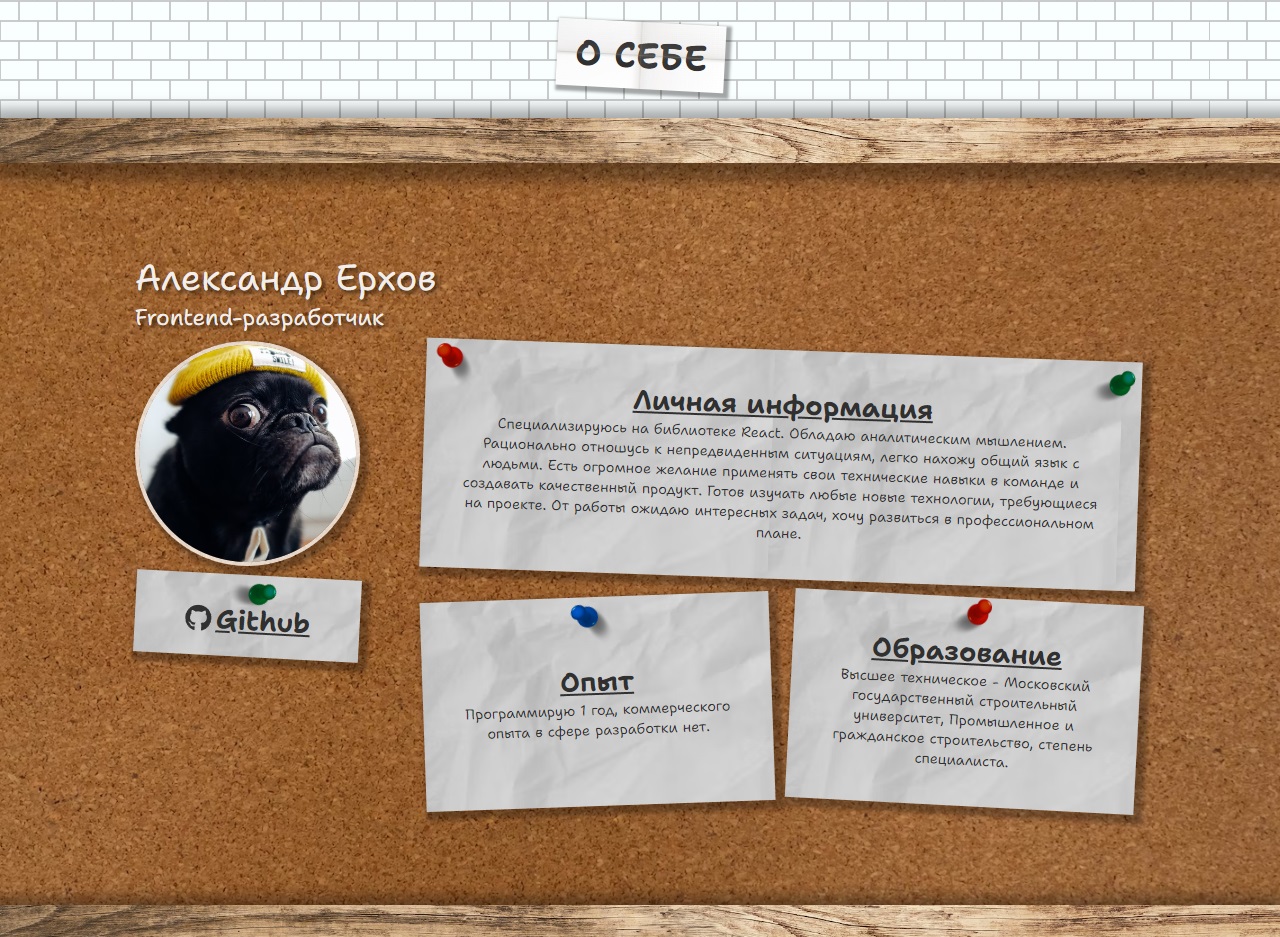 О СЕБЕ
Александр Ерхов
Frontend-разработчик
Личная информация
Специализируюсь на библиотеке React. Обладаю аналитическим мышлением.
Рационально отношусь к непредвиденным ситуациям, легко нахожу общий язык с
людьми. Есть огромное желание применять свои технические навыки в команде и
создавать качественный продукт. Готов изучать любые новые технологии, требующиеся
на проекте. От работы ожидаю интересных задач, хочу развиться в профессиональном
плане.
Github
Опыт
Программирую 1 год, коммерческого
опыта в сфере разработки нет.
Образование
Высшее техническое - Московский
государственный строительный
университет, Промышленное и
гражданское строительство, степень
специалиста.